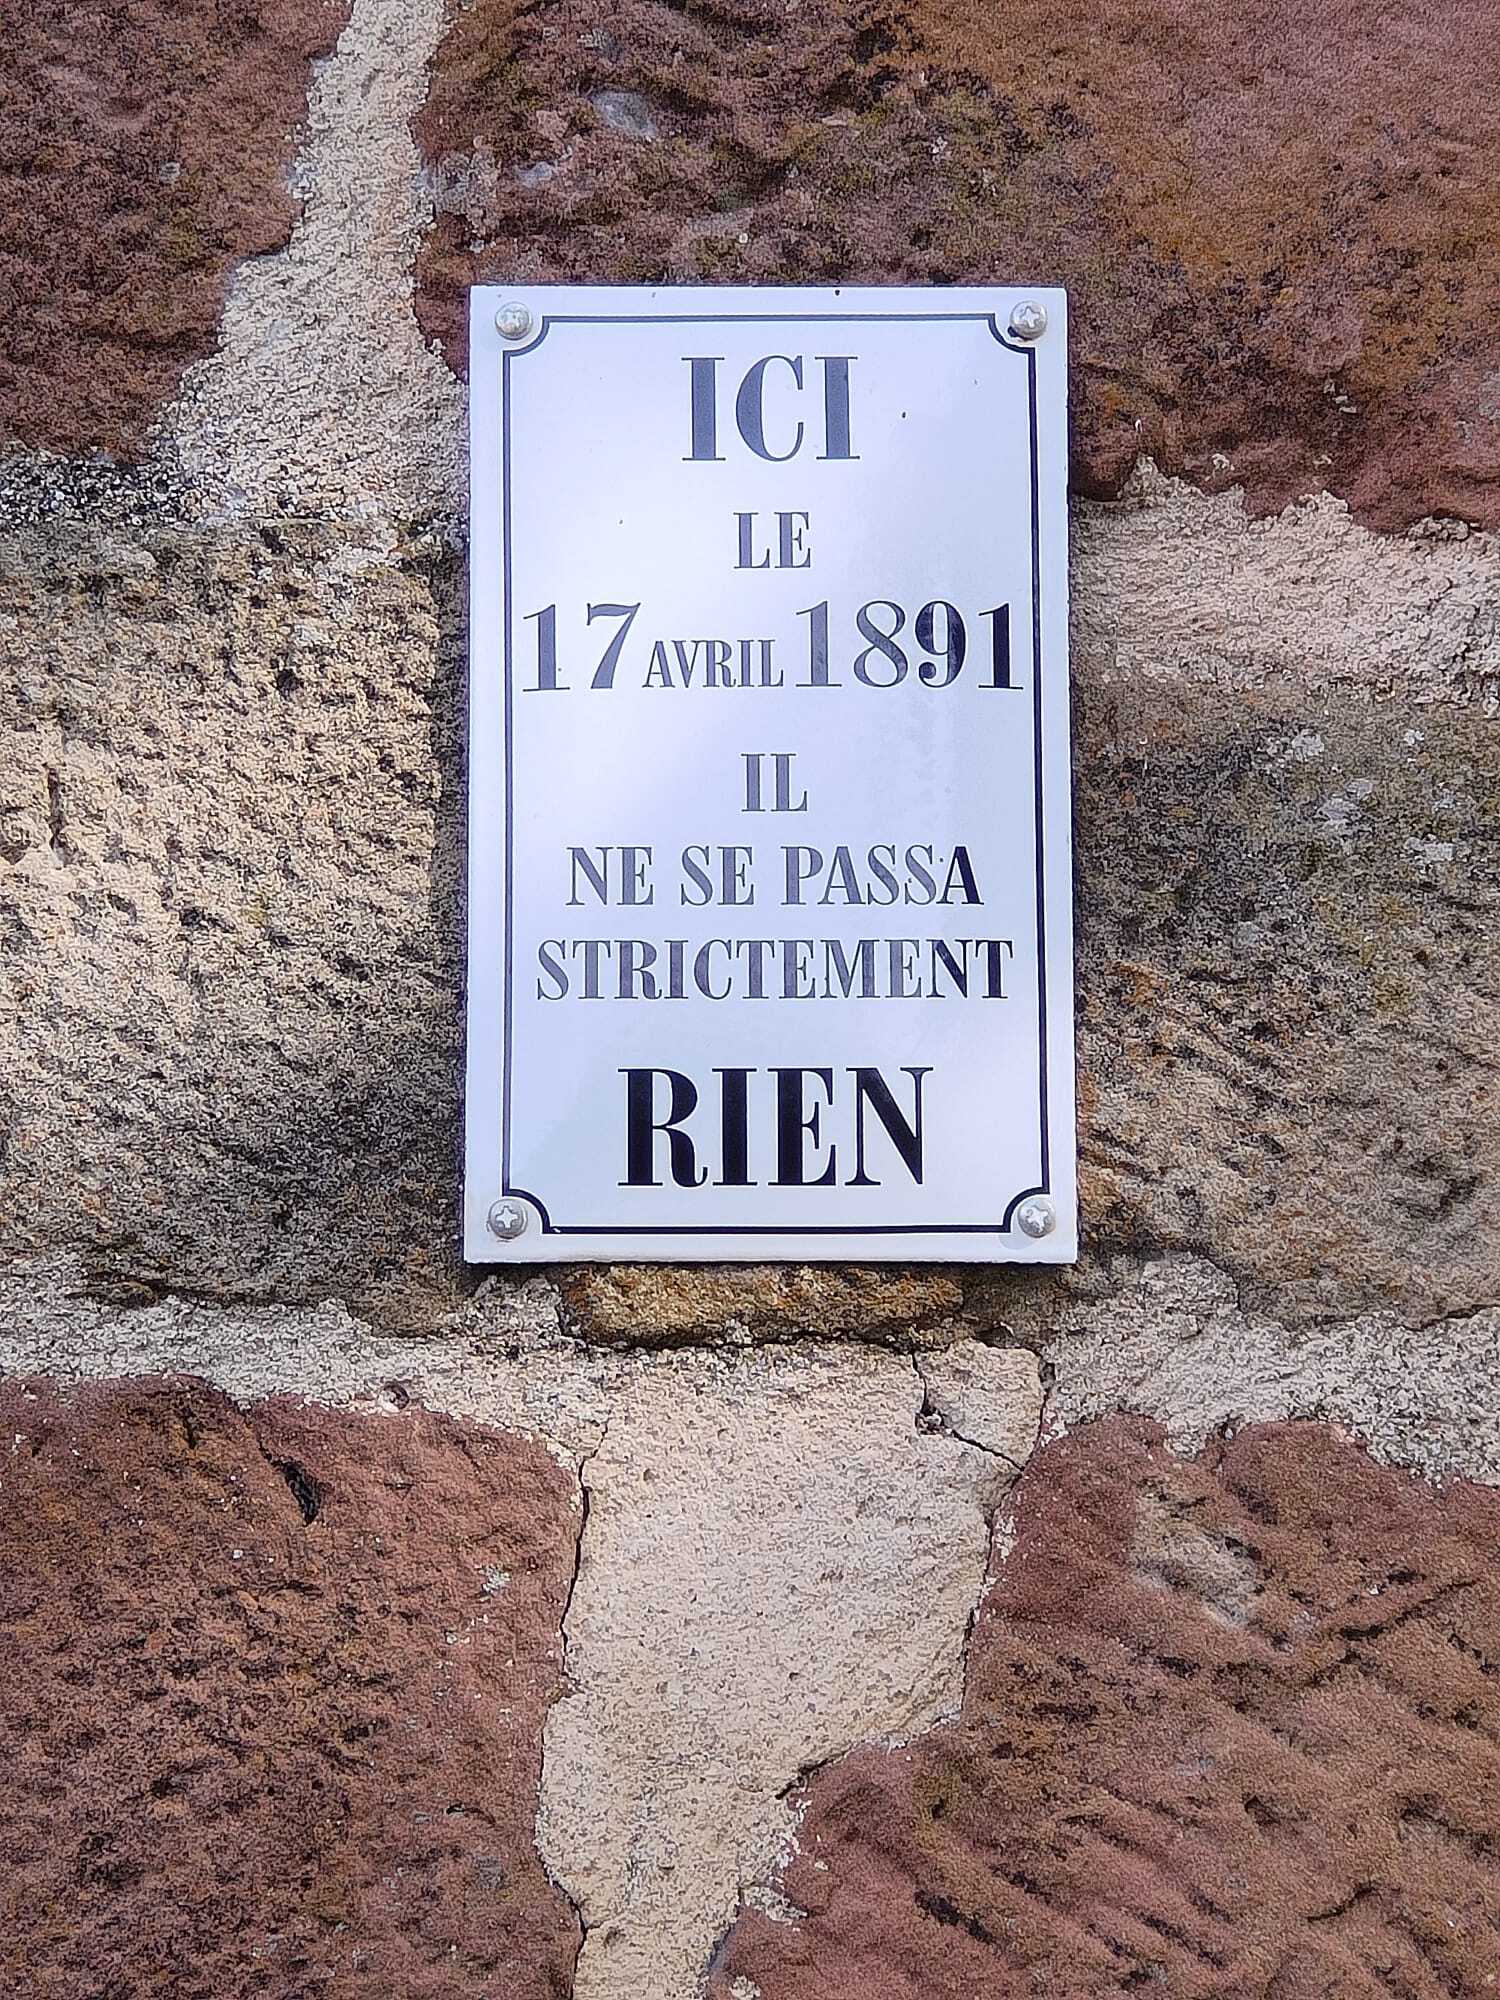 ICI
LE
17 AVRIL 1891
IL
NE SE PASSA
STRICTEMENT
RIEN